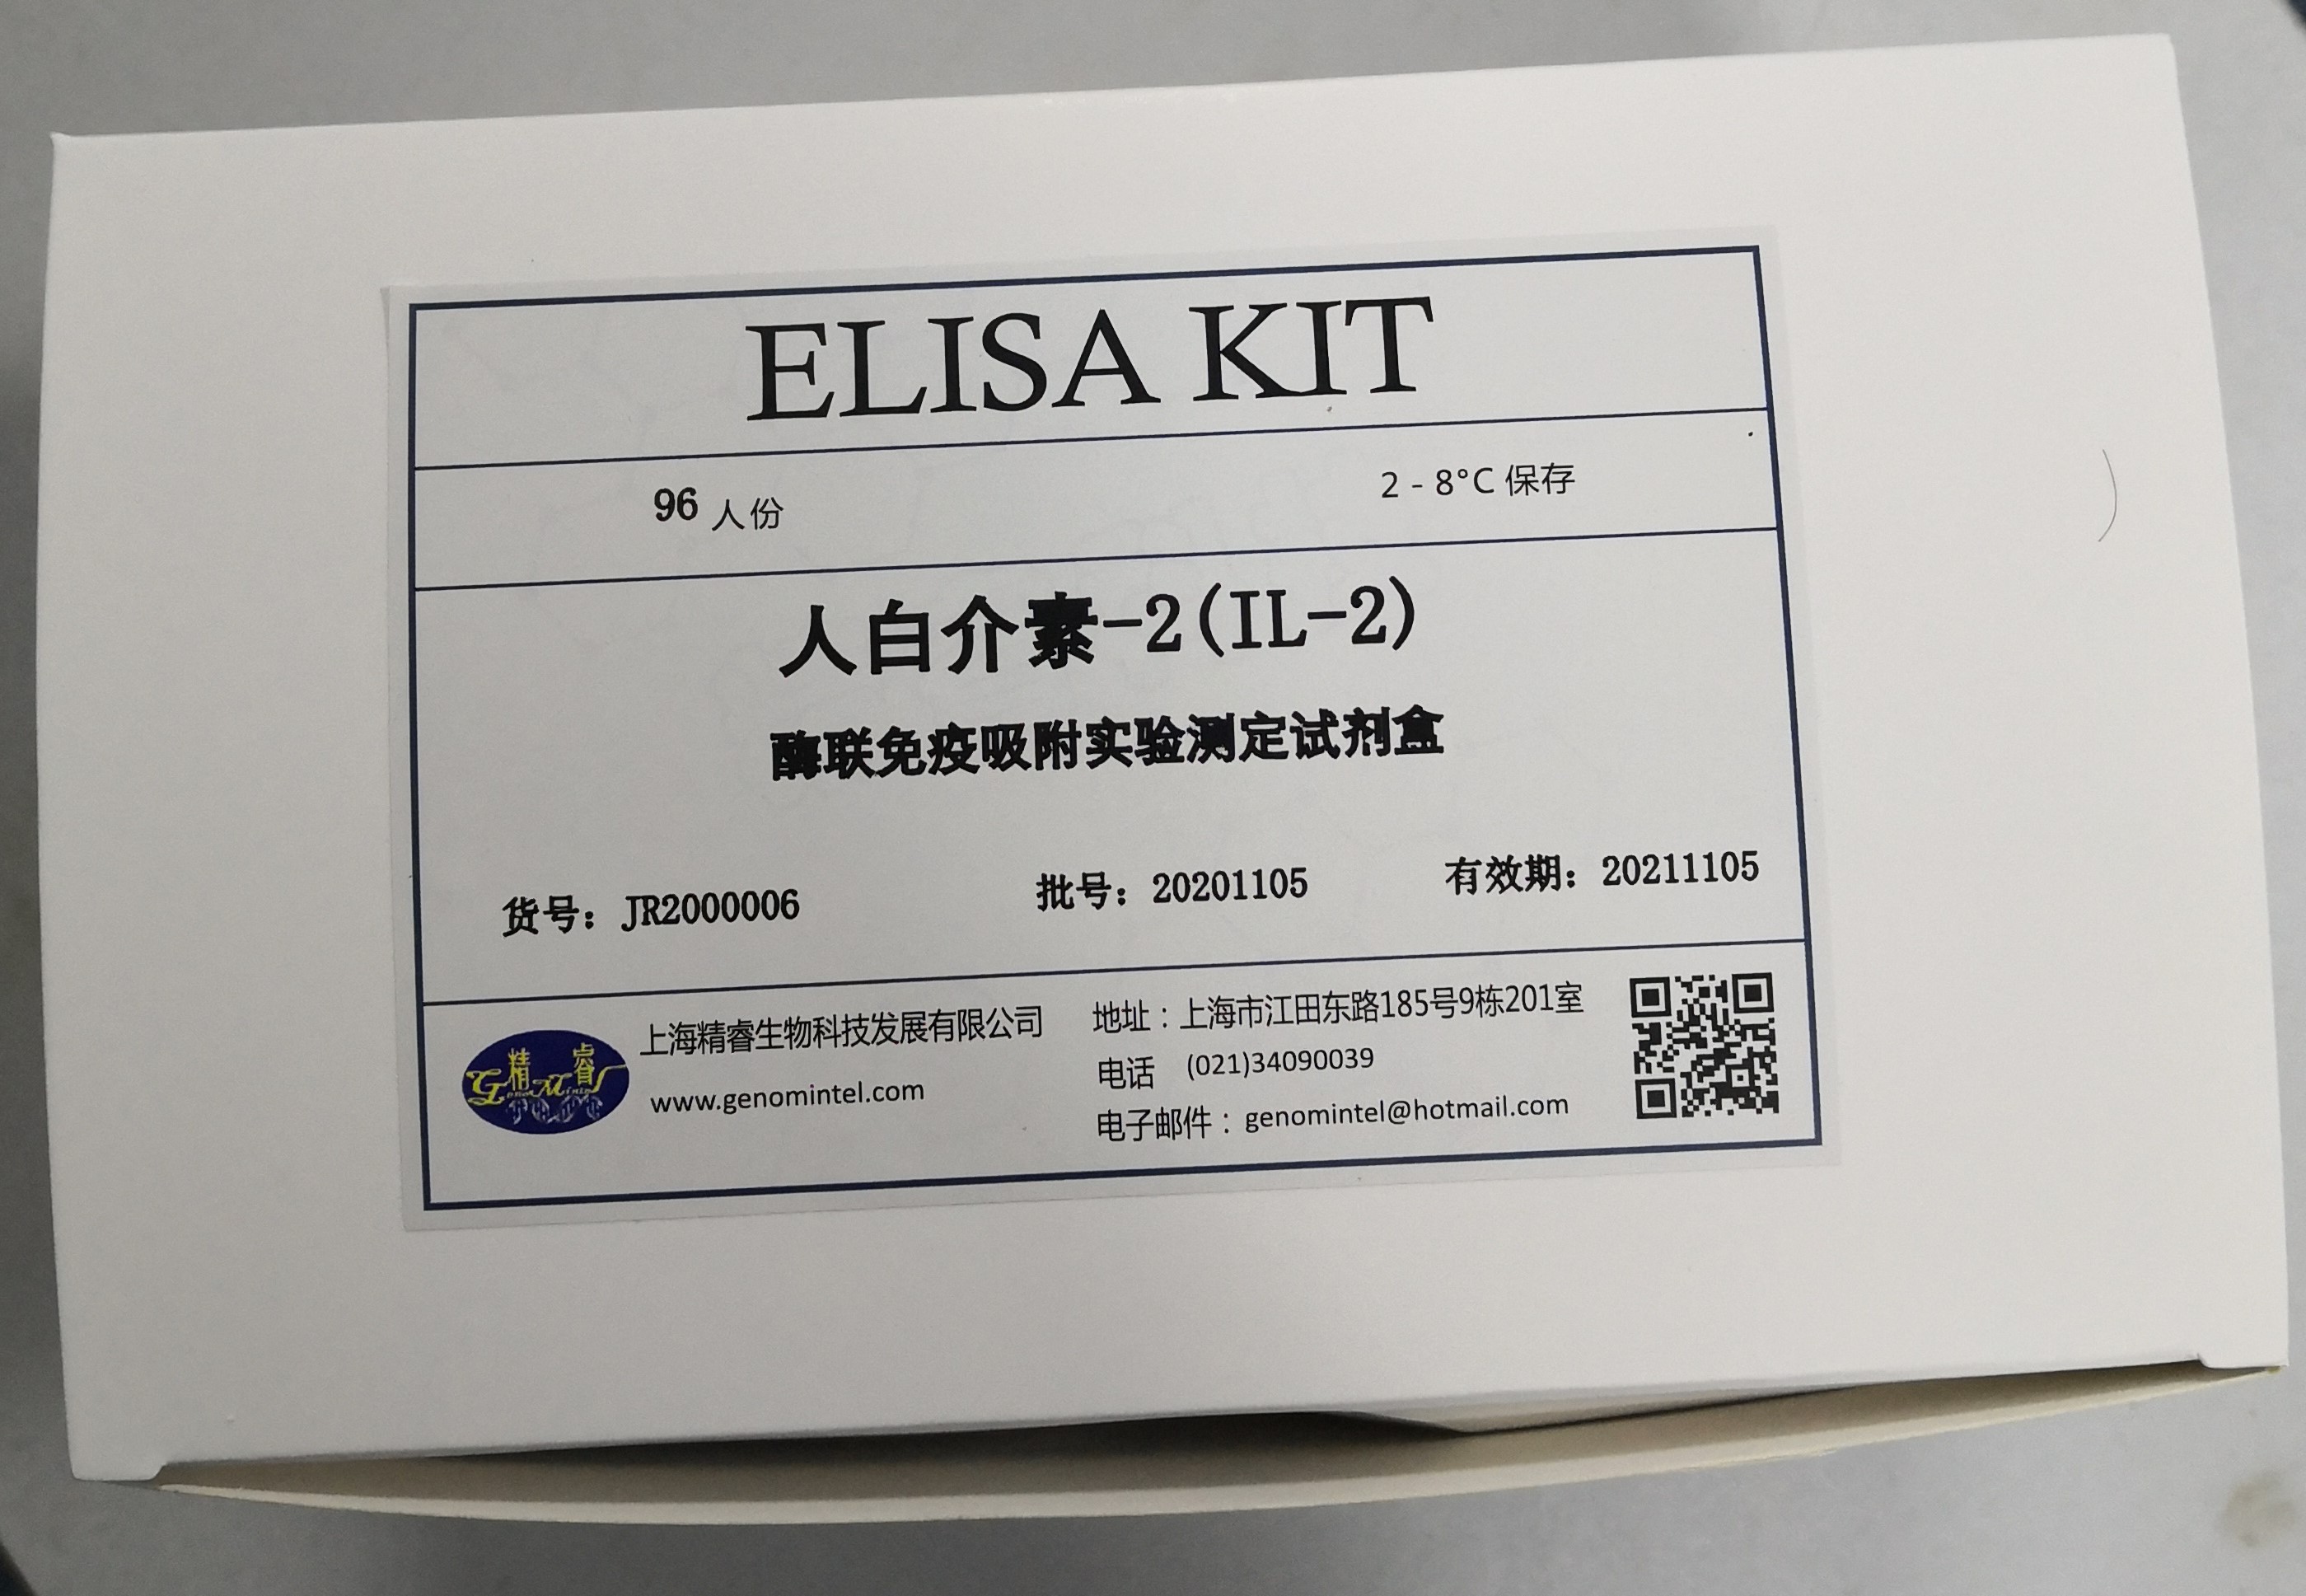 ELISA KIT
96 人份
2 - 8°C 保存
人白介素-2(IL-2)
酶联免疫吸附实验测定试剂盒
货号：JR2000006
批号：20201105
有效期：20211105
精睿
上海精睿生物科技发展有限公司
www.genomintel.com
地址：上海市江田东路185号9栋201室
电话 (021)34090039
电子邮件：genomintel@hotmail.com